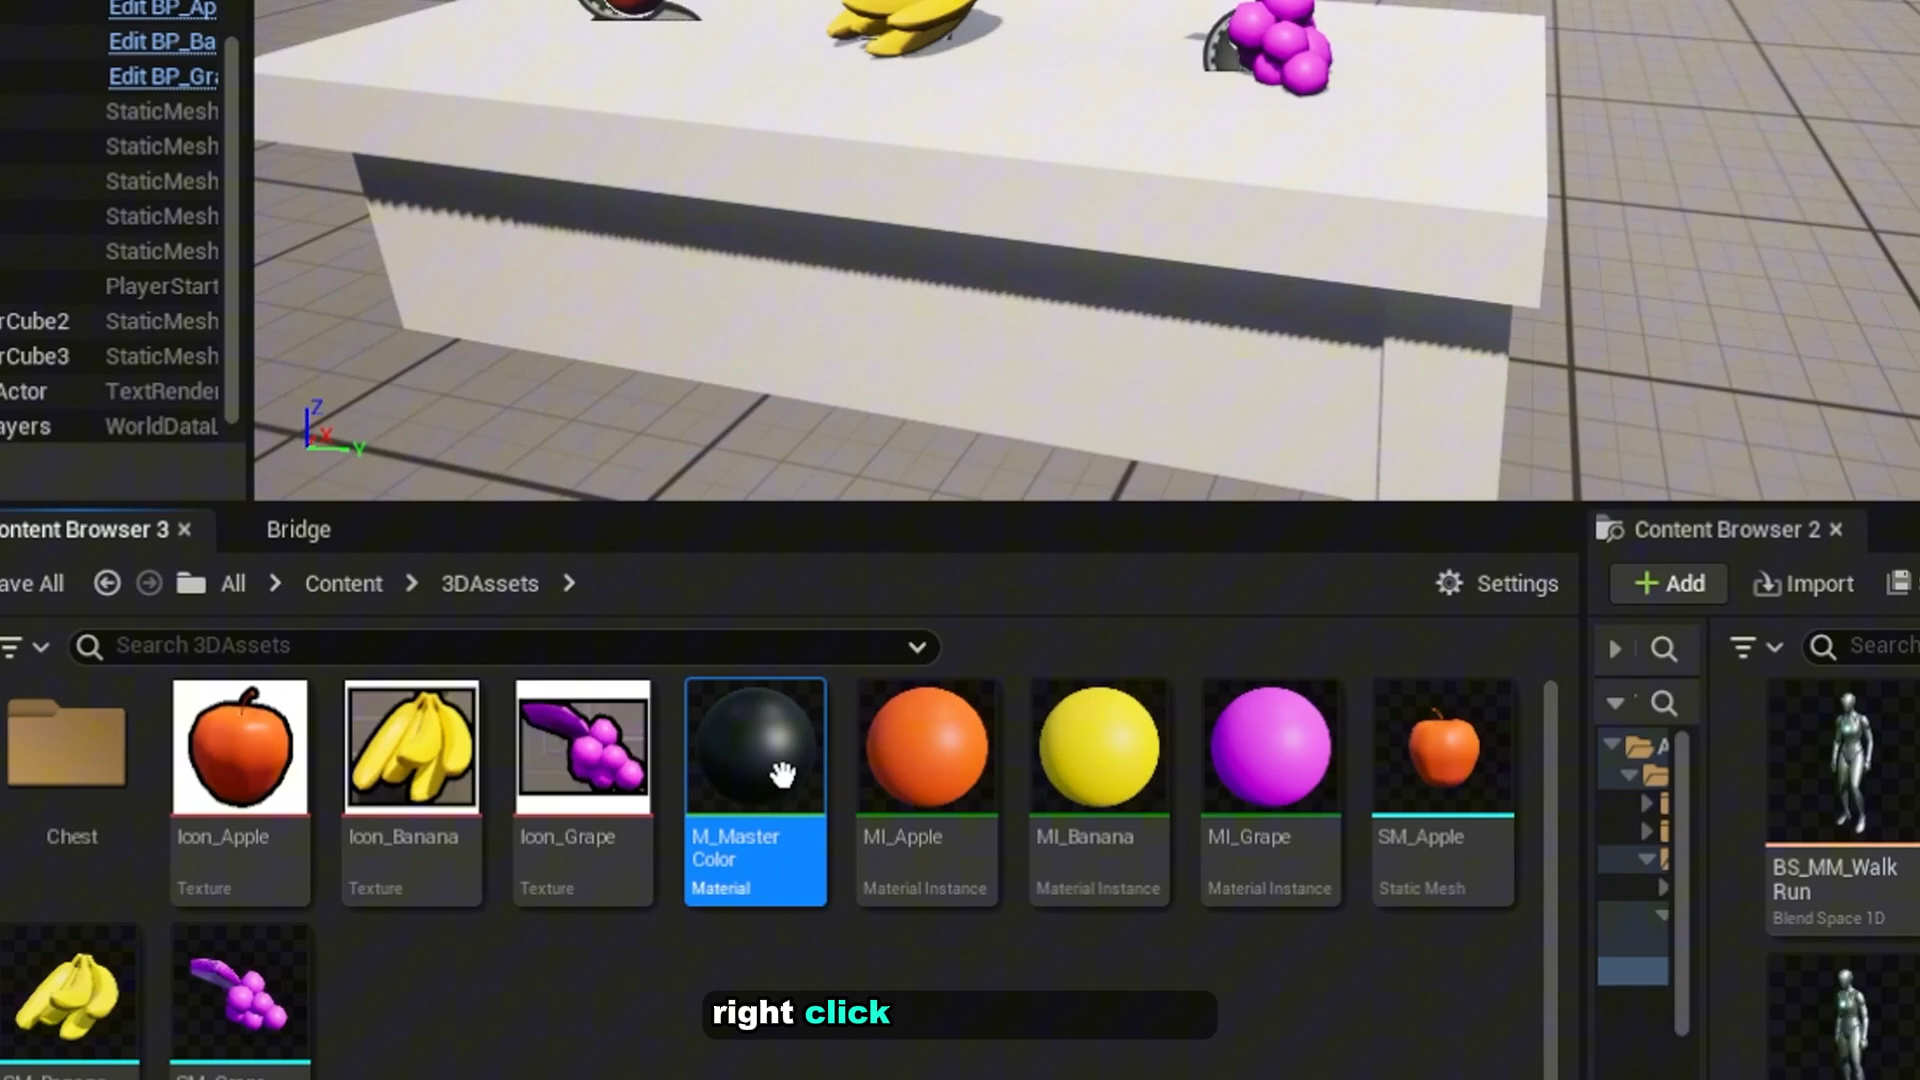 Edit BP_Ap
Edit BP_Ba
Edit BP_Gr
StaticMesh
StaticMesh
StaticMesh
StaticMesh
StaticMesh
PlayerStart
rCube2 StaticMesh
rCube3 StaticMesh
Actor TextRender
ayers WorldDataL
Z
X
Y
ontent Browser 3
Bridge
Content Browser 2
ave All
All
Content
3DAssets
Settings
Add
Import
Search 3DAssets
Search
Chest
Icon_Apple
Texture
Icon_Banana
Texture
Icon_Grape
Texture
M_Master
Color
Material
MI_Apple
Material Instance
MI_Banana
Material Instance
MI_Grape
Material Instance
SM_Apple
Static Mesh
BS_MM_Walk
Run
Blend Space 1D
right click